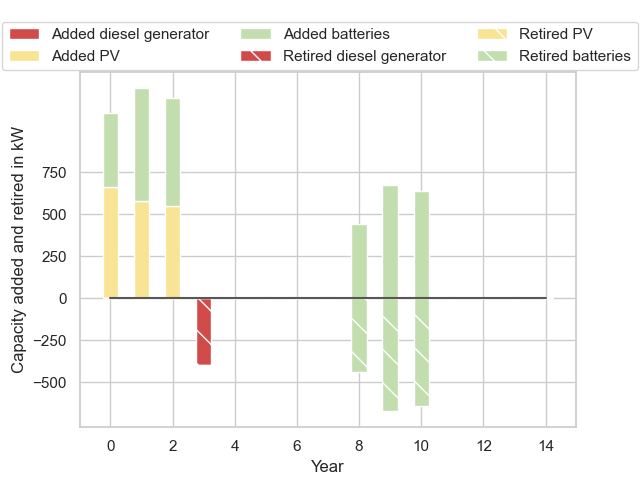 Added diesel generator
Added PV
Added batteries
Retired diesel generator
Retired PV
Retired batteries
Capacity added and retired in kW
750
500
250
0
−250
−500
0 2 4 6 8 10 12 14
Year